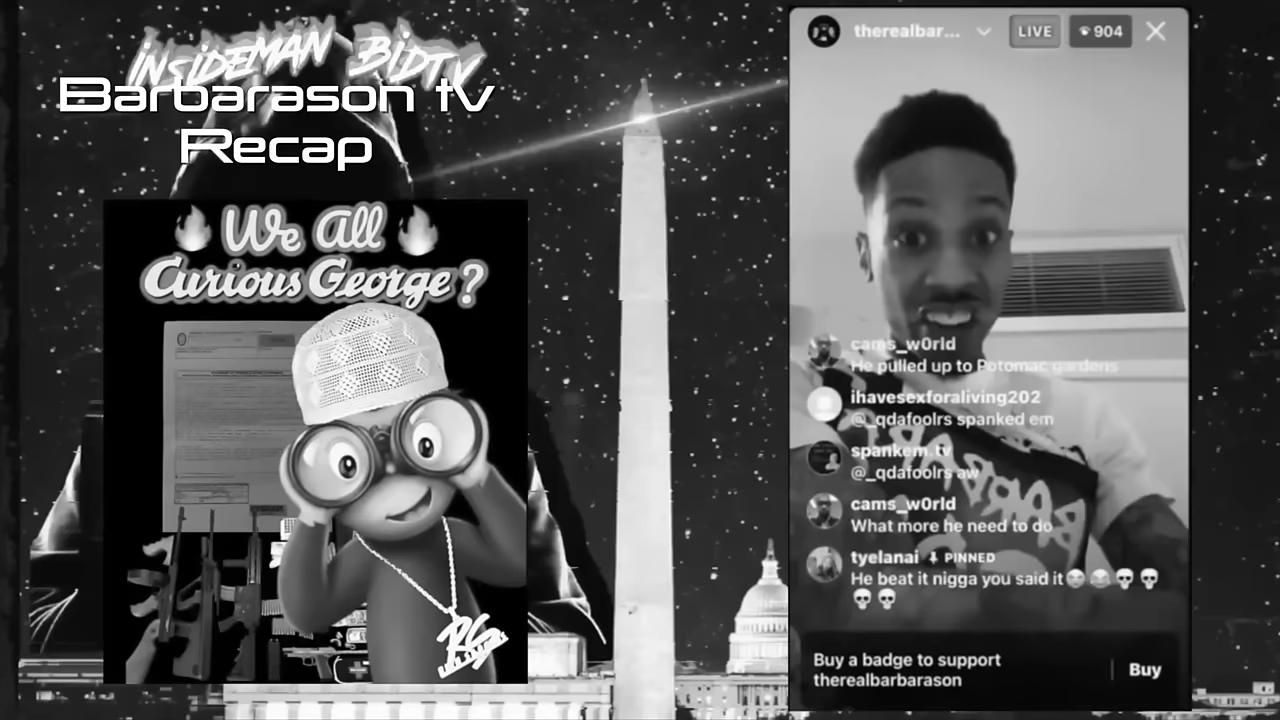 INSIDEMAN BIDTV
Barbarason tv
Recap
We All
Curious George?
RG
therealbar...
LIVE
904
cams_w0rld
He pulled up to Potomac gardens
ihavesexforaliving202
@_qdafoolrs spanked em
spankem.tv
@_qdafoolrs aw
cams_w0rld
What more he need to do
tyelanai PINNED
He beat it nigga you said it😂😂💀💀
💀💀
Buy a badge to support
therealbarbarason
Buy